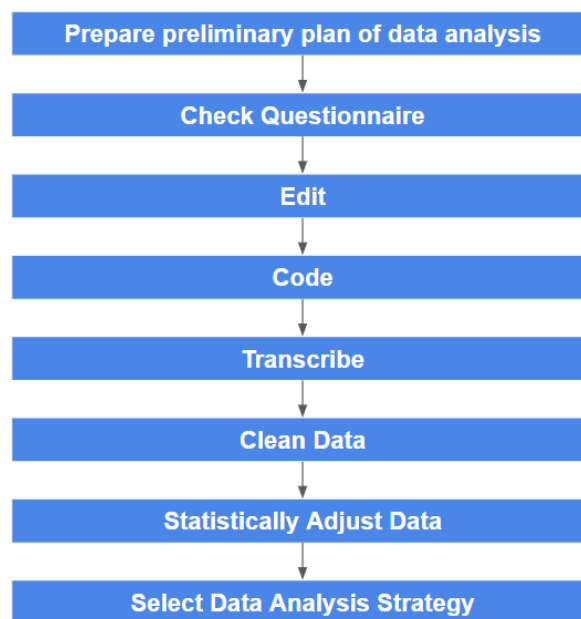 Prepare preliminary plan of data analysis
Check Questionnaire
Edit
Code
Transcribe
Clean Data
Statistically Adjust Data
Select Data Analysis Strategy